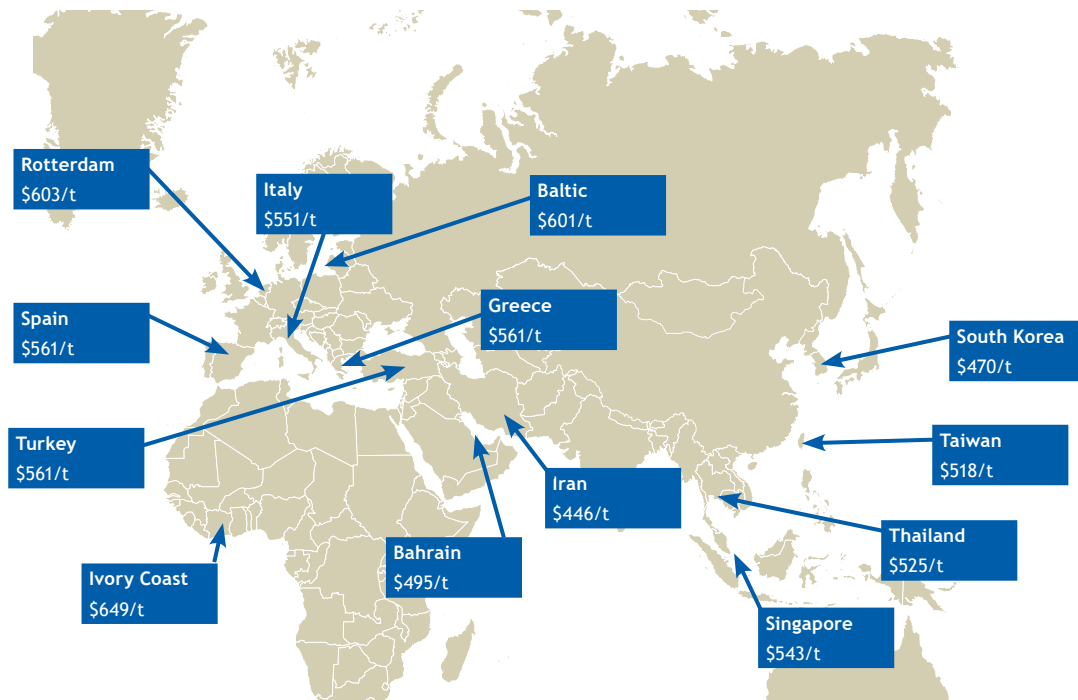 Rotterdam
$603/t
Italy
$551/t
Baltic
$601/t
Spain
$561/t
Greece
$561/t
South Korea
$470/t
Turkey
$561/t
Taiwan
$518/t
Iran
$446/t
Thailand
$525/t
Bahrain
$495/t
Ivory Coast
$649/t
Singapore
$543/t